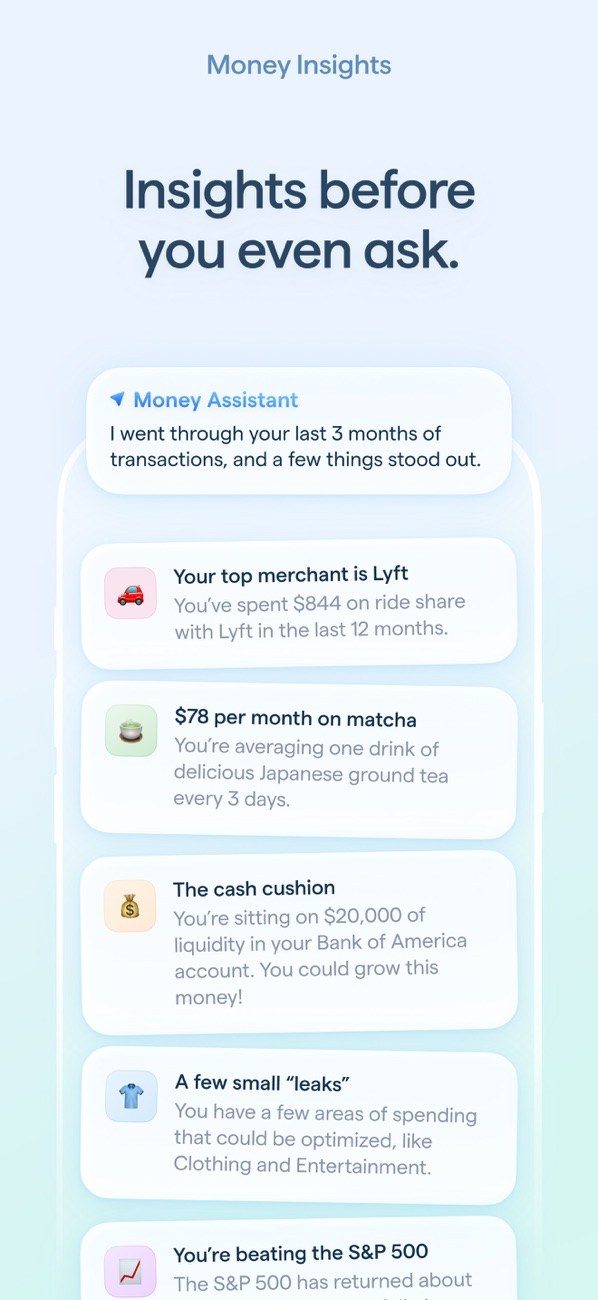 Money Insights
Insights before
you even ask.
Money Assistant
I went through your last 3 months of
transactions, and a few things stood out.
Your top merchant is Lyft
You’ve spent $844 on ride share
with Lyft in the last 12 months.
$78 per month on matcha
You’re averaging one drink of
delicious Japanese ground tea
every 3 days.
The cash cushion
You’re sitting on $20,000 of
liquidity in your Bank of America
account. You could grow this
money!
A few small “leaks”
You have a few areas of spending
that could be optimized, like
Clothing and Entertainment.
You’re beating the S&P 500
The S&P 500 has returned about